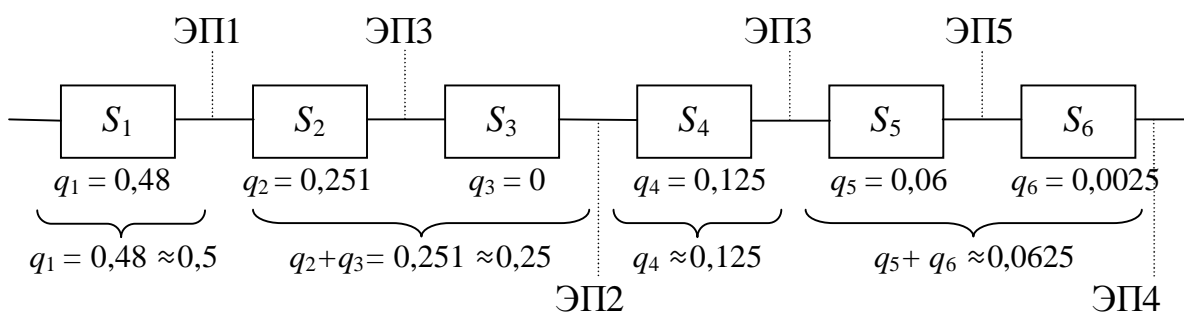 ЭП1 ЭП3 ЭП3 ЭП5
S₁ S₂ S₃ S₄ S₅ S₆
q₁ = 0,48 q₂ = 0,251 q₃ = 0 q₄ = 0,125 q₅ = 0,06 q₆ = 0,0025
q₁ = 0,48 ≈0,5 q₂+q₃= 0,251 ≈0,25 q₄ ≈0,125 q₅+ q₆ ≈0,0625
ЭП2 ЭП4